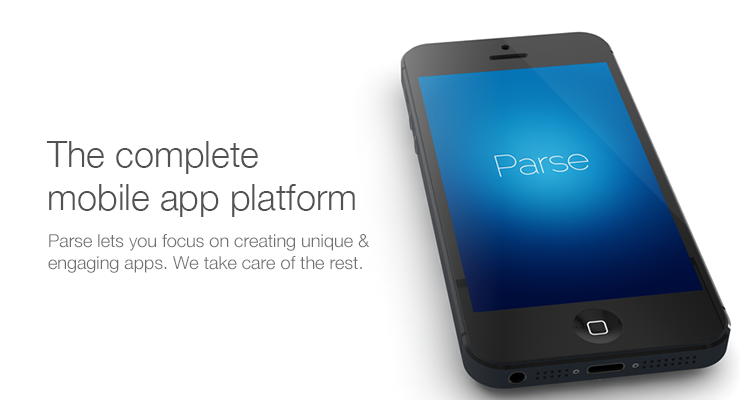 The complete
mobile app platform
Parse lets you focus on creating unique &
engaging apps. We take care of the rest.
Parse